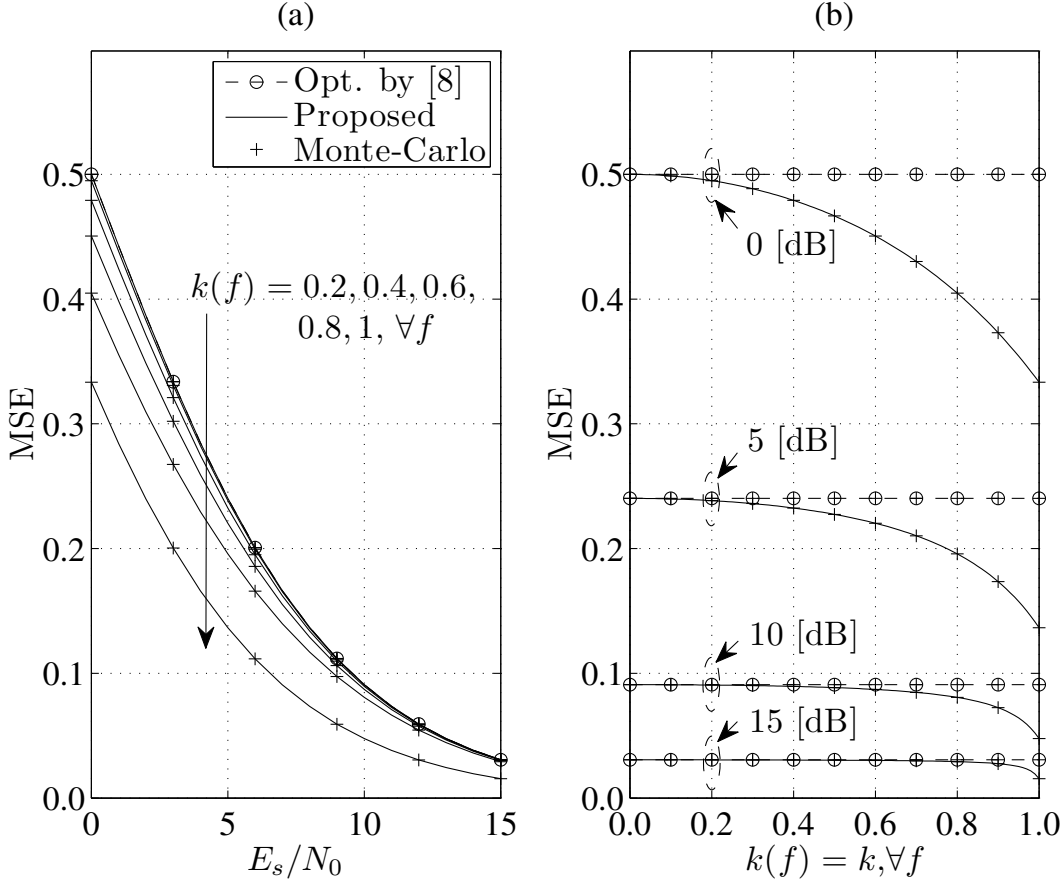 (a)
Opt. by [8]
Proposed
Monte-Carlo
k(f) = 0.2, 0.4, 0.6,
0.8, 1, ∀f
MSE
0.5
0.4
0.3
0.2
0.1
0.0
0 5 10 15
E_s/N_0
(b)
0 [dB]
5 [dB]
10 [dB]
15 [dB]
MSE
0.5
0.4
0.3
0.2
0.1
0.0
0.0 0.2 0.4 0.6 0.8 1.0
k(f) = k,∀f